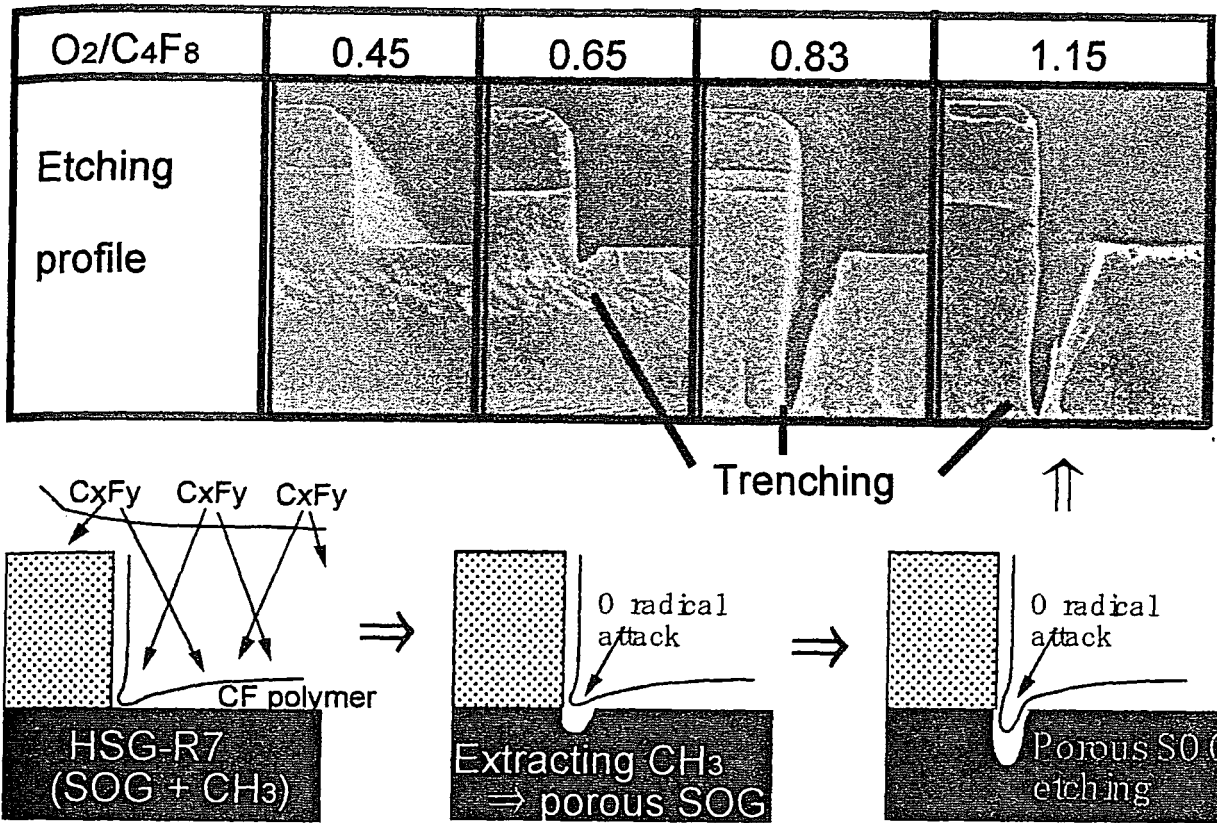 O2/C4F8 0.45 0.65 0.83 1.15
Etching
profile
Trenching
CxFy CxFy CxFy
CF polymer
HSG-R7
(SOG + CH3)
O radical
attack
Extracting CH3
⇒ porous SOG
O radical
attack
Porous
etching